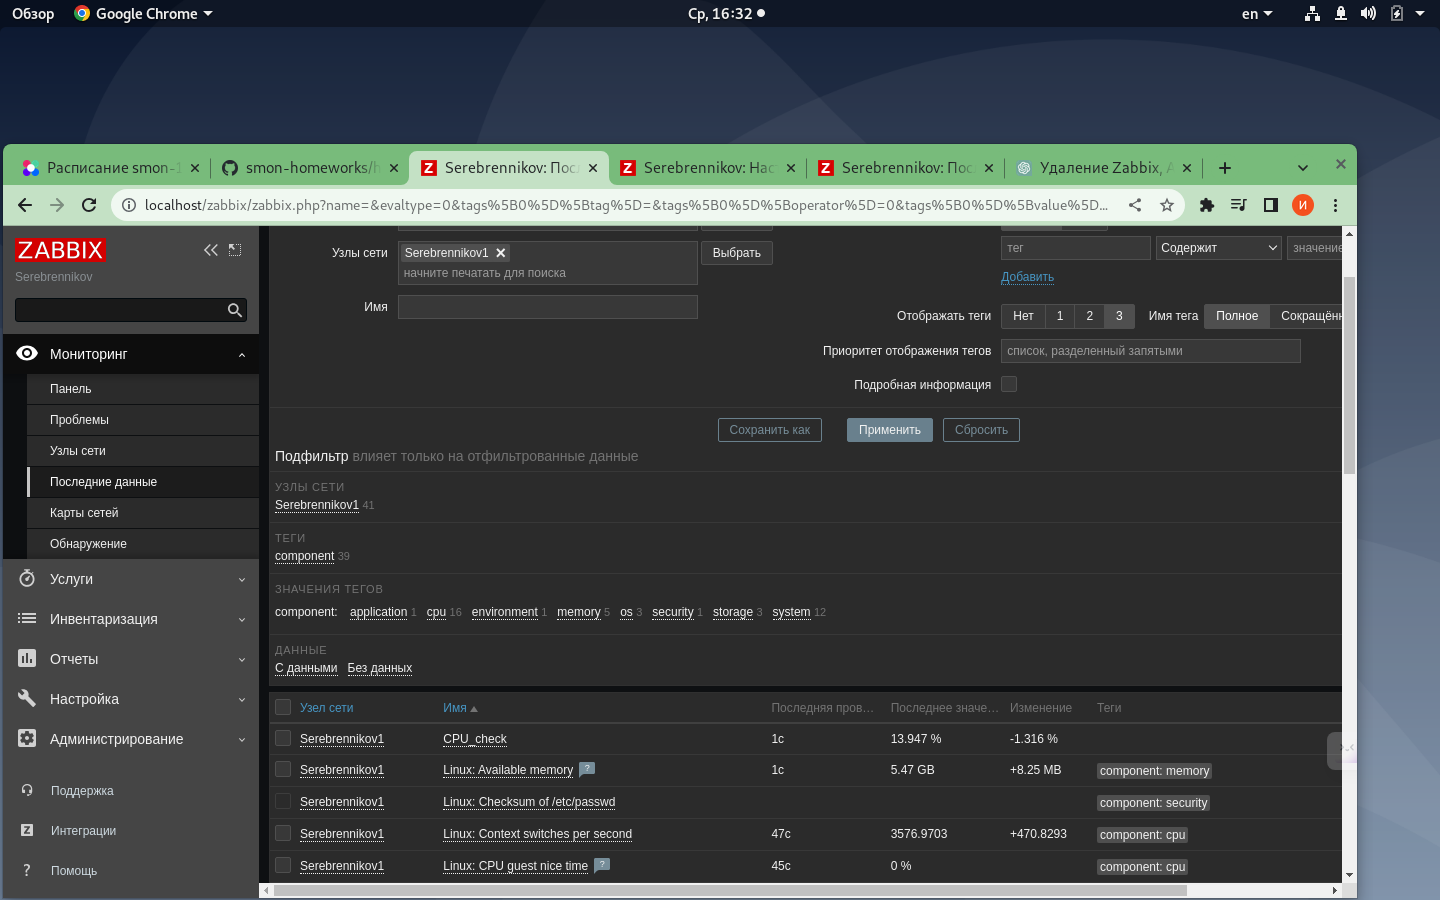 Обзор Google Chrome Ср, 16:32 en
Расписание smon-1 smon-homeworks/h Serebrennikov: Посл Serebrennikov: Нас Serebrennikov: Пос Удаление Zabbix, А
localhost/zabbix/zabbix.php?name=&evaltype=0&tags%5B0%5D%5Btag%5D=&tags%5B0%5D%5Boperator%5D=0&tags%5B0%5D%5Bvalue%5D... И
ZABBIX
Serebrennikov
Мониторинг
Панель
Проблемы
Узлы сети
Последние данные
Карты сетей
Обнаружение
Услуги
Инвентаризация
Отчеты
Настройка
Администрирование
Поддержка
Z Интеграции
? Помощь
Узлы сети Serebrennikov1 Выбрать
начните печатать для поиска
Имя
тег Содержит значение
Добавить
Отображать теги Нет 1 2 3 Имя тега Полное Сокращённ
Приоритет отображения тегов список, разделенный запятыми
Подробная информация
Сохранить как Применить Сбросить
Подфильтр влияет только на отфильтрованные данные
УЗЛЫ СЕТИ
Serebrennikov1 41
ТЕГИ
component 39
ЗНАЧЕНИЯ ТЕГОВ
component: application 1 cpu 16 environment 1 memory 5 os 3 security 1 storage 3 system 12
ДАННЫЕ
С данными Без данных
Узел сети Имя Последняя пров… Последнее значе… Изменение Теги
Serebrennikov1 CPU_check 1с 13.947 % -1.316 %
Serebrennikov1 Linux: Available memory ? 1с 5.47 GB +8.25 MB component: memory
Serebrennikov1 Linux: Checksum of /etc/passwd component: security
Serebrennikov1 Linux: Context switches per second 47с 3576.9703 +470.8293 component: cpu
Serebrennikov1 Linux: CPU guest nice time ? 45с 0 % component: cpu